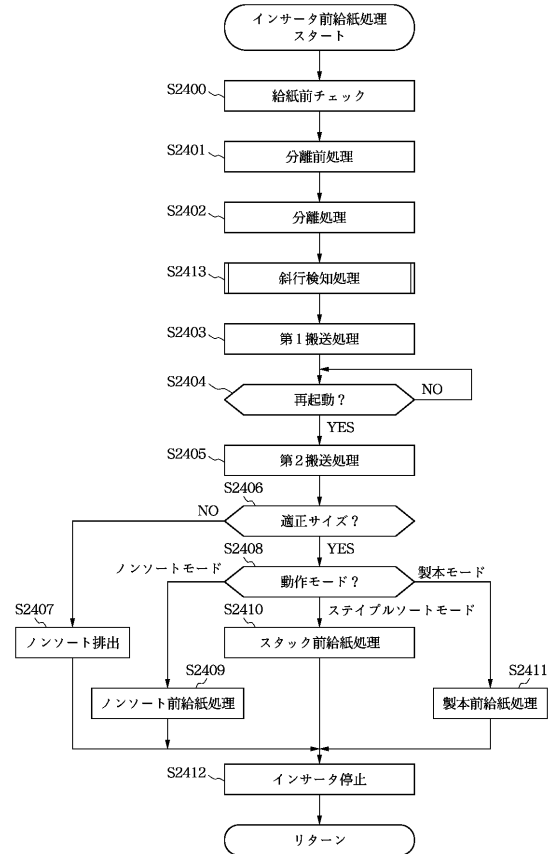 インサータ前給紙処理
スタート
S2400
給紙前チェック
S2401
分離前処理
S2402
分離処理
S2413
斜行検知処理
S2403
第1搬送処理
S2404
再起動？
NO
YES
S2405
第2搬送処理
S2406
適正サイズ？
NO
YES
S2408
動作モード？
ノンソートモード
製本モード
ステイプルソートモード
S2407
ノンソート排出
S2410
スタック前給紙処理
S2409
ノンソート前給紙処理
S2411
製本前給紙処理
S2412
インサータ停止
リターン